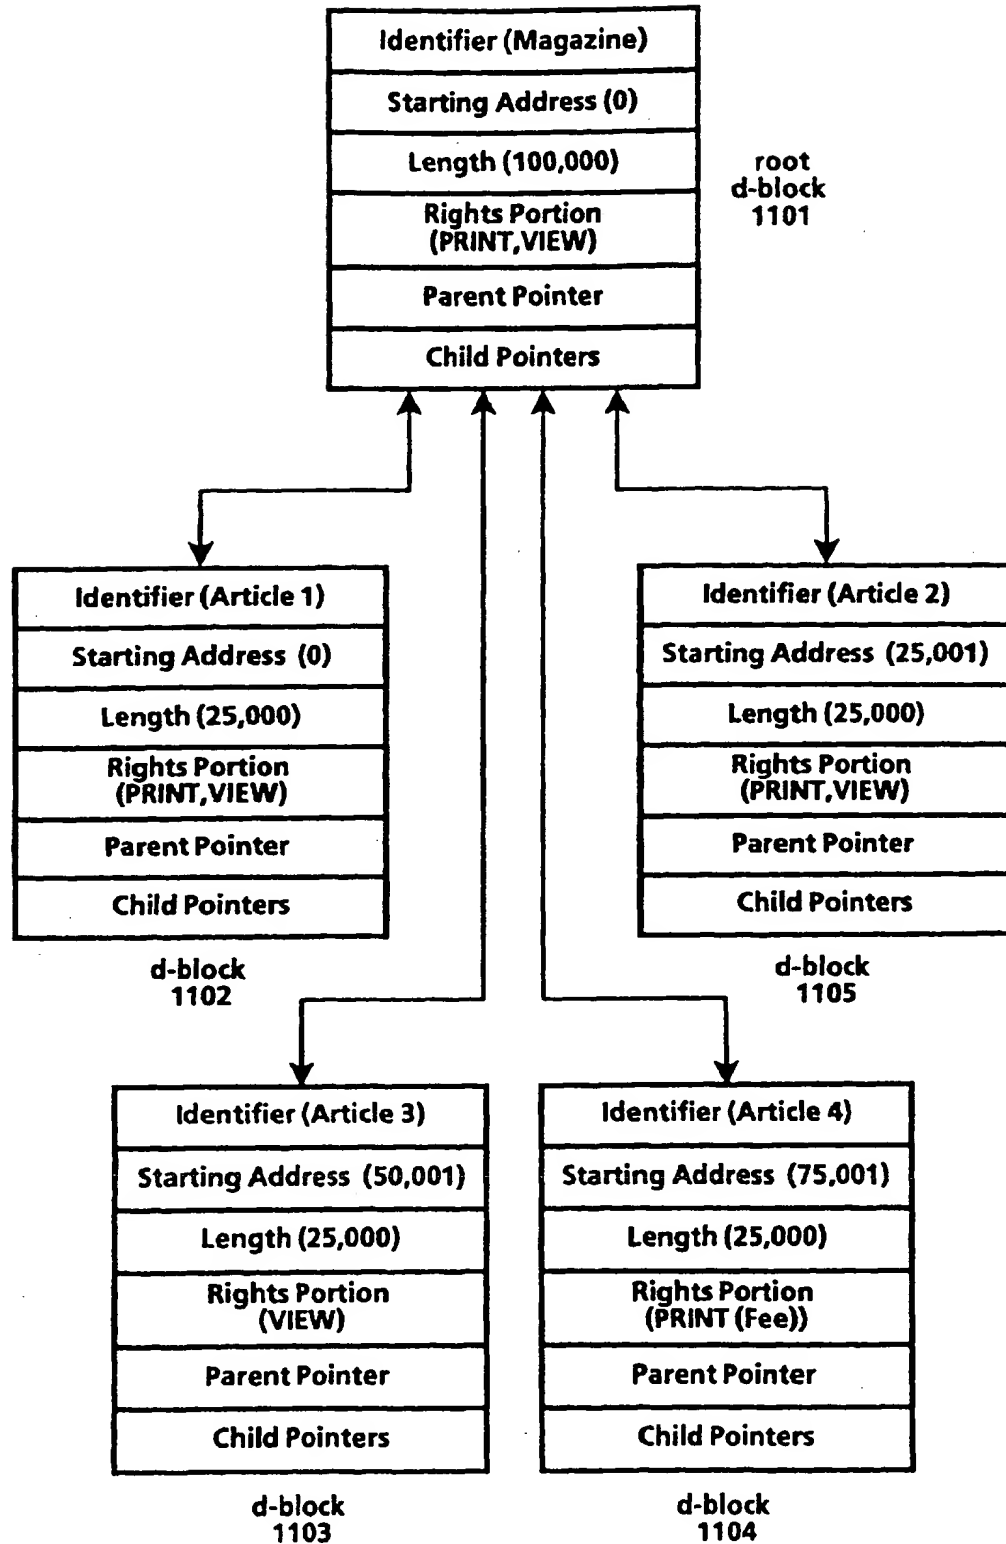 Identifier (Magazine)
Starting Address (0)
Length (100,000)
Rights Portion
(PRINT,VIEW)
Parent Pointer
Child Pointers
root
d-block
1101
Identifier (Article 1)
Starting Address (0)
Length (25,000)
Rights Portion
(PRINT,VIEW)
Parent Pointer
Child Pointers
d-block
1102
Identifier (Article 2)
Starting Address (25,001)
Length (25,000)
Rights Portion
(PRINT,VIEW)
Parent Pointer
Child Pointers
d-block
1105
Identifier (Article 3)
Starting Address (50,001)
Length (25,000)
Rights Portion
(VIEW)
Parent Pointer
Child Pointers
d-block
1103
Identifier (Article 4)
Starting Address (75,001)
Length (25,000)
Rights Portion
(PRINT (Fee))
Parent Pointer
Child Pointers
d-block
1104